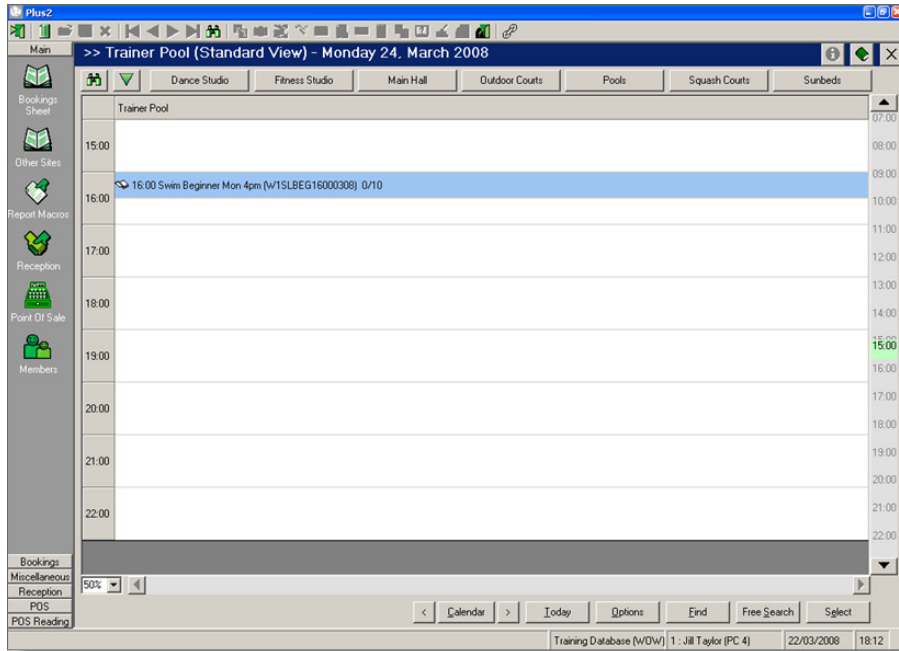 Plus2
Main
>> Trainer Pool (Standard View) - Monday 24, March 2008
Bookings Sheet
Other Sites
Report Macros
Reception
Point Of Sale
Members
Dance Studio
Fitness Studio
Main Hall
Outdoor Courts
Pools
Squash Courts
Sunbeds
Trainer Pool
15:00
16:00 Swim Beginner Mon 4pm (W1SLBEG16000308) 0/10
16:00
17:00
18:00
19:00
20:00
21:00
22:00
07:00
08:00
09:00
10:00
11:00
12:00
13:00
14:00
15:00
15:00
16:00
17:00
18:00
19:00
20:00
21:00
22:00
Bookings
Miscellaneous
Reception
POS
POS Reading
50%
< Calendar > Today Options Find Free Search Select
Training Database (WOW) 1 : Jill Taylor (PC 4) 22/03/2008 18:12